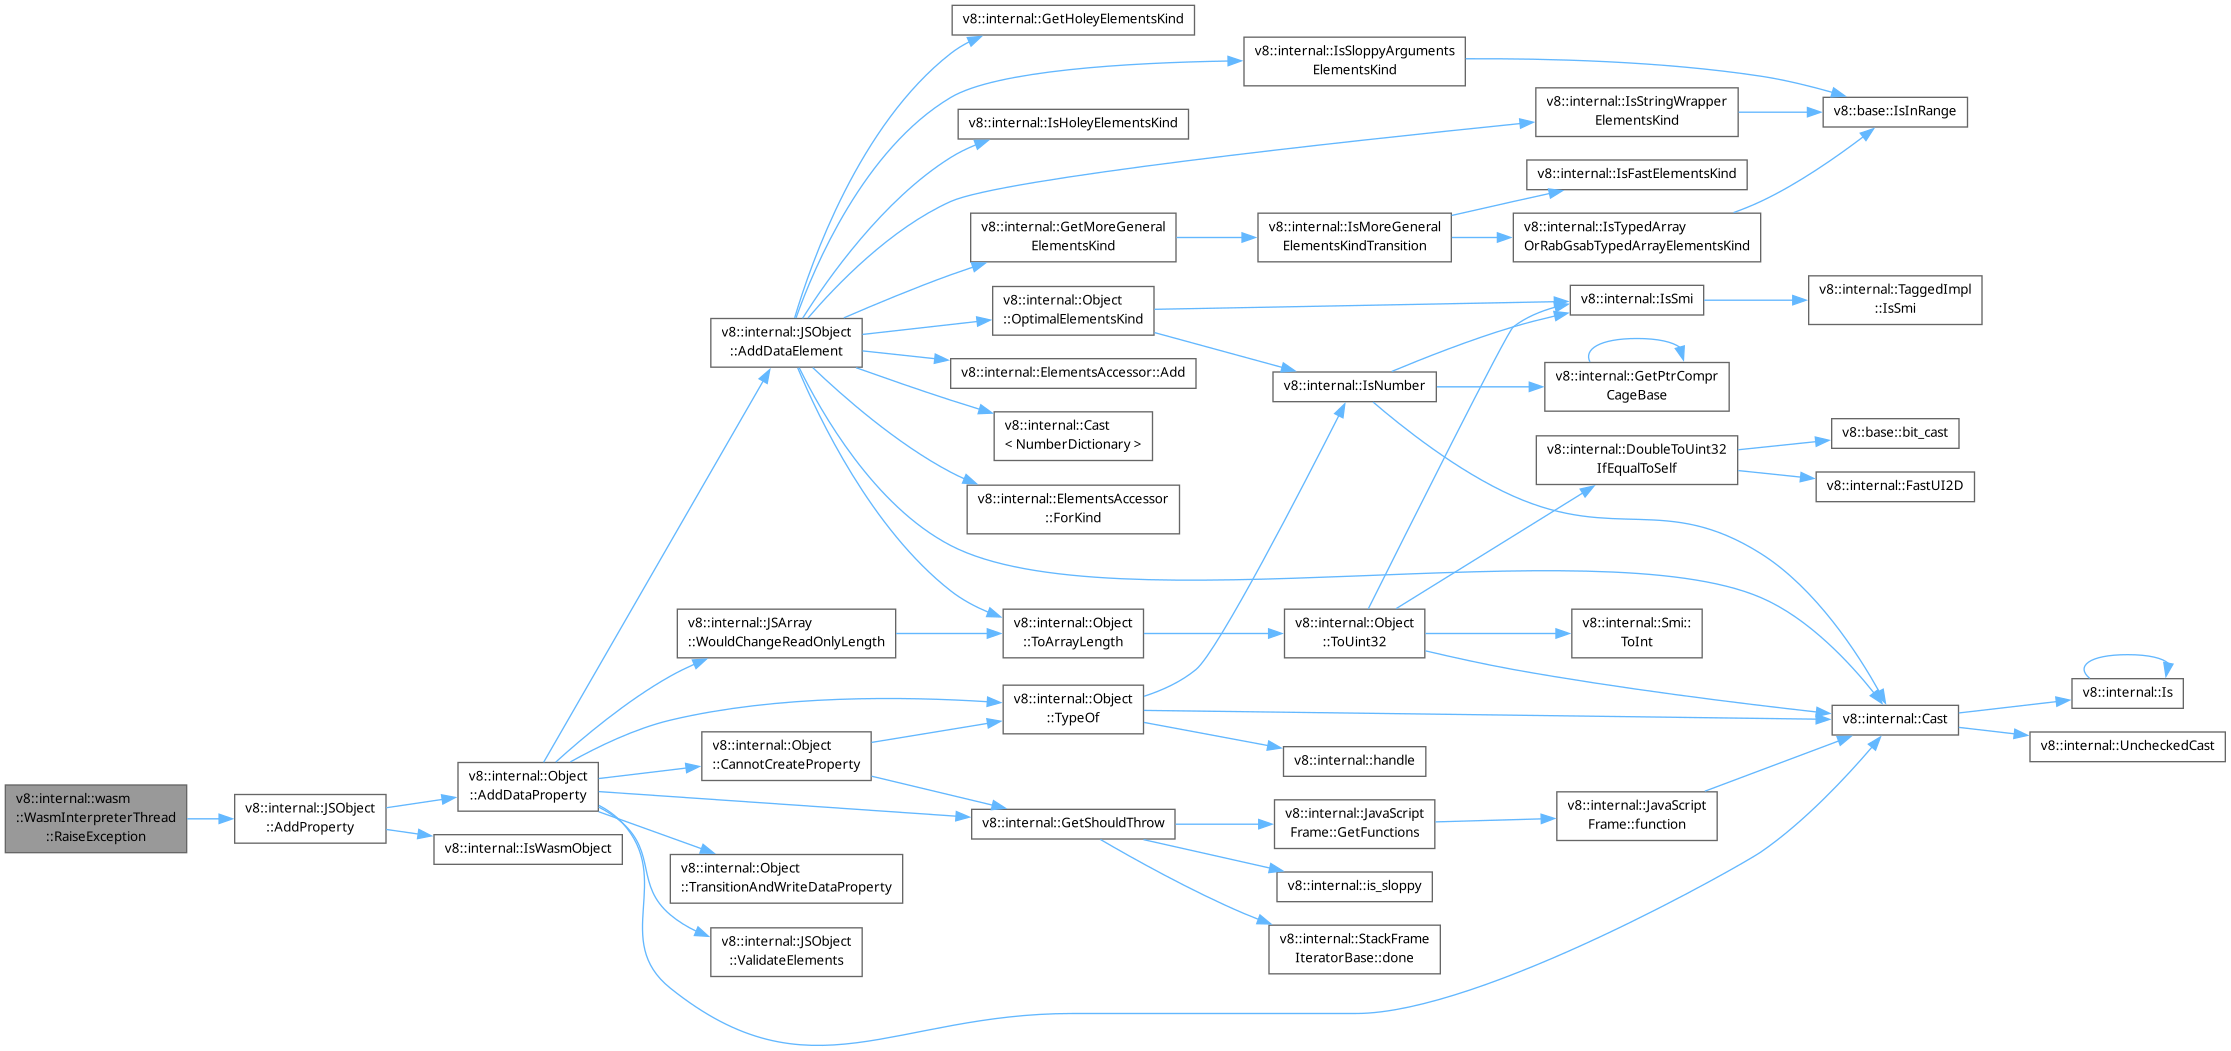 v8::internal::wasm
::WasmInterpreterThread
::RaiseException
v8::internal::JSObject
::AddProperty
v8::internal::Object
::AddDataProperty
v8::internal::IsWasmObject
v8::internal::JSObject
::AddDataElement
v8::internal::JSArray
::WouldChangeReadOnlyLength
v8::internal::Object
::CannotCreateProperty
v8::internal::Object
::TransitionAndWriteDataProperty
v8::internal::JSObject
::ValidateElements
v8::internal::GetHoleyElementsKind
v8::internal::IsHoleyElementsKind
v8::internal::GetMoreGeneral
ElementsKind
v8::internal::Object
::OptimalElementsKind
v8::internal::ElementsAccessor::Add
v8::internal::Cast
< NumberDictionary >
v8::internal::ElementsAccessor
::ForKind
v8::internal::Object
::ToArrayLength
v8::internal::Object
::TypeOf
v8::internal::GetShouldThrow
v8::internal::IsSloppyArguments
ElementsKind
v8::internal::IsMoreGeneral
ElementsKindTransition
v8::internal::IsNumber
v8::internal::Object
::ToUint32
v8::internal::handle
v8::internal::JavaScript
Frame::GetFunctions
v8::internal::is_sloppy
v8::internal::StackFrame
IteratorBase::done
v8::internal::IsStringWrapper
ElementsKind
v8::internal::IsFastElementsKind
v8::internal::IsTypedArray
OrRabGsabTypedArrayElementsKind
v8::internal::IsSmi
v8::internal::GetPtrCompr
CageBase
v8::internal::DoubleToUint32
IfEqualToSelf
v8::internal::Smi::
ToInt
v8::internal::JavaScript
Frame::function
v8::base::IsInRange
v8::internal::TaggedImpl
::IsSmi
v8::base::bit_cast
v8::internal::FastUI2D
v8::internal::Cast
v8::internal::Is
v8::internal::UncheckedCast